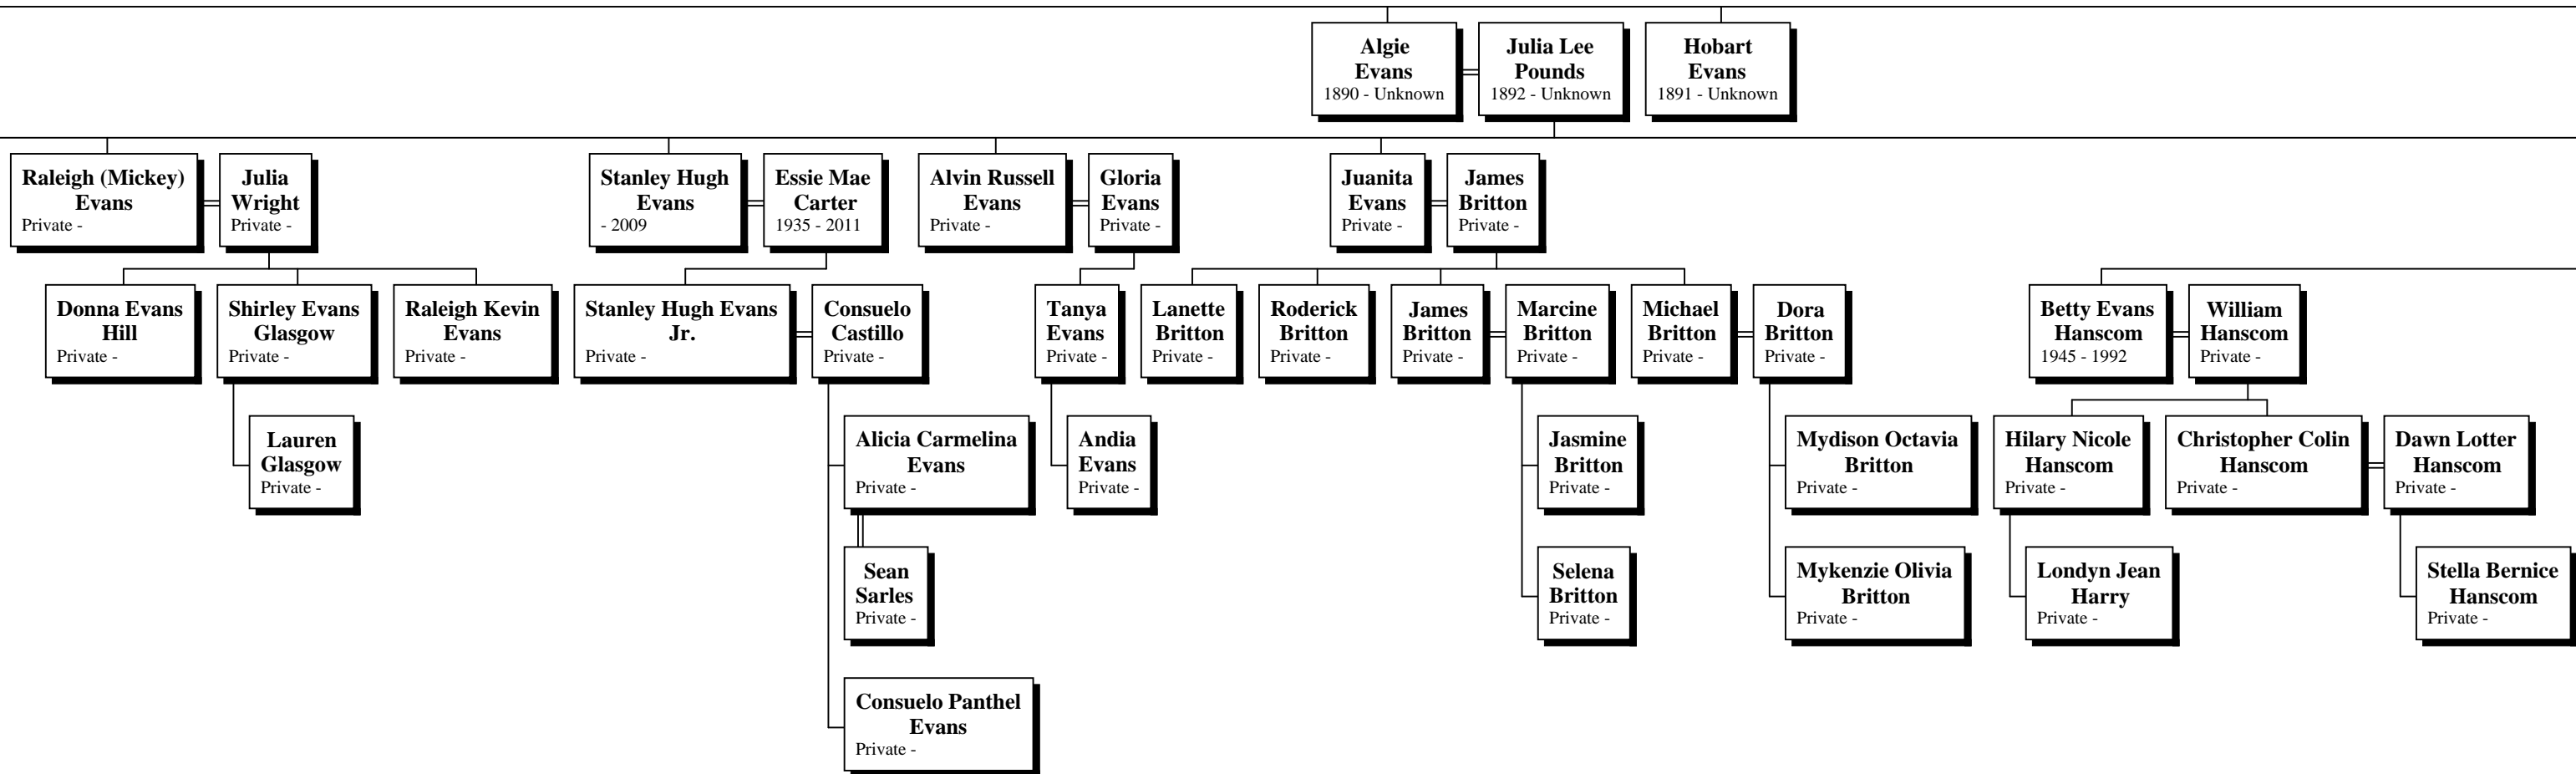 Algie
Evans
1890 - Unknown
Julia Lee
Pounds
1892 - Unknown
Hobart
Evans
1891 - Unknown
Raleigh (Mickey)
Evans
Private -
Julia
Wright
Private -
Stanley Hugh
Evans
- 2009
Essie Mae
Carter
1935 - 2011
Alvin Russell
Evans
Private -
Gloria
Evans
Private -
Juanita
Evans
Private -
James
Britton
Private -
Donna Evans
Hill
Private -
Shirley Evans
Glasgow
Private -
Raleigh Kevin
Evans
Private -
Stanley Hugh Evans
Jr.
Private -
Consuelo
Castillo
Private -
Tanya
Evans
Private -
Lanette
Britton
Private -
Roderick
Britton
Private -
James
Britton
Private -
Marcine
Britton
Private -
Michael
Britton
Private -
Dora
Britton
Private -
Betty Evans
Hanscom
1945 - 1992
William
Hanscom
Private -
Lauren
Glasgow
Private -
Alicia Carmelina
Evans
Private -
Andia
Evans
Private -
Jasmine
Britton
Private -
Mydison Octavia
Britton
Private -
Hilary Nicole
Hanscom
Private -
Christopher Colin
Hanscom
Private -
Dawn Lotter
Hanscom
Private -
Sean
Sarles
Private -
Selena
Britton
Private -
Mykenzie Olivia
Britton
Private -
Londyn Jean
Harry
Private -
Stella Bernice
Hanscom
Private -
Consuelo Panthel
Evans
Private -